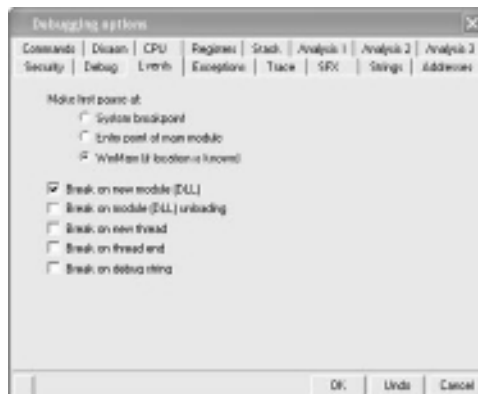 Debugging options
Commands Disasm CPU Registers Stack Analysis 1 Analysis 2 Analysis 3
Security Debug Events Exceptions Trace SFX Strings Addresses
Make first pause at:
System breakpoint
Entry point of main module
WinMain (if location is known)
Break on new module (DLL)
Break on module (DLL) unloading
Break on new thread
Break on thread end
Break on debug string
OK Undo Cancel